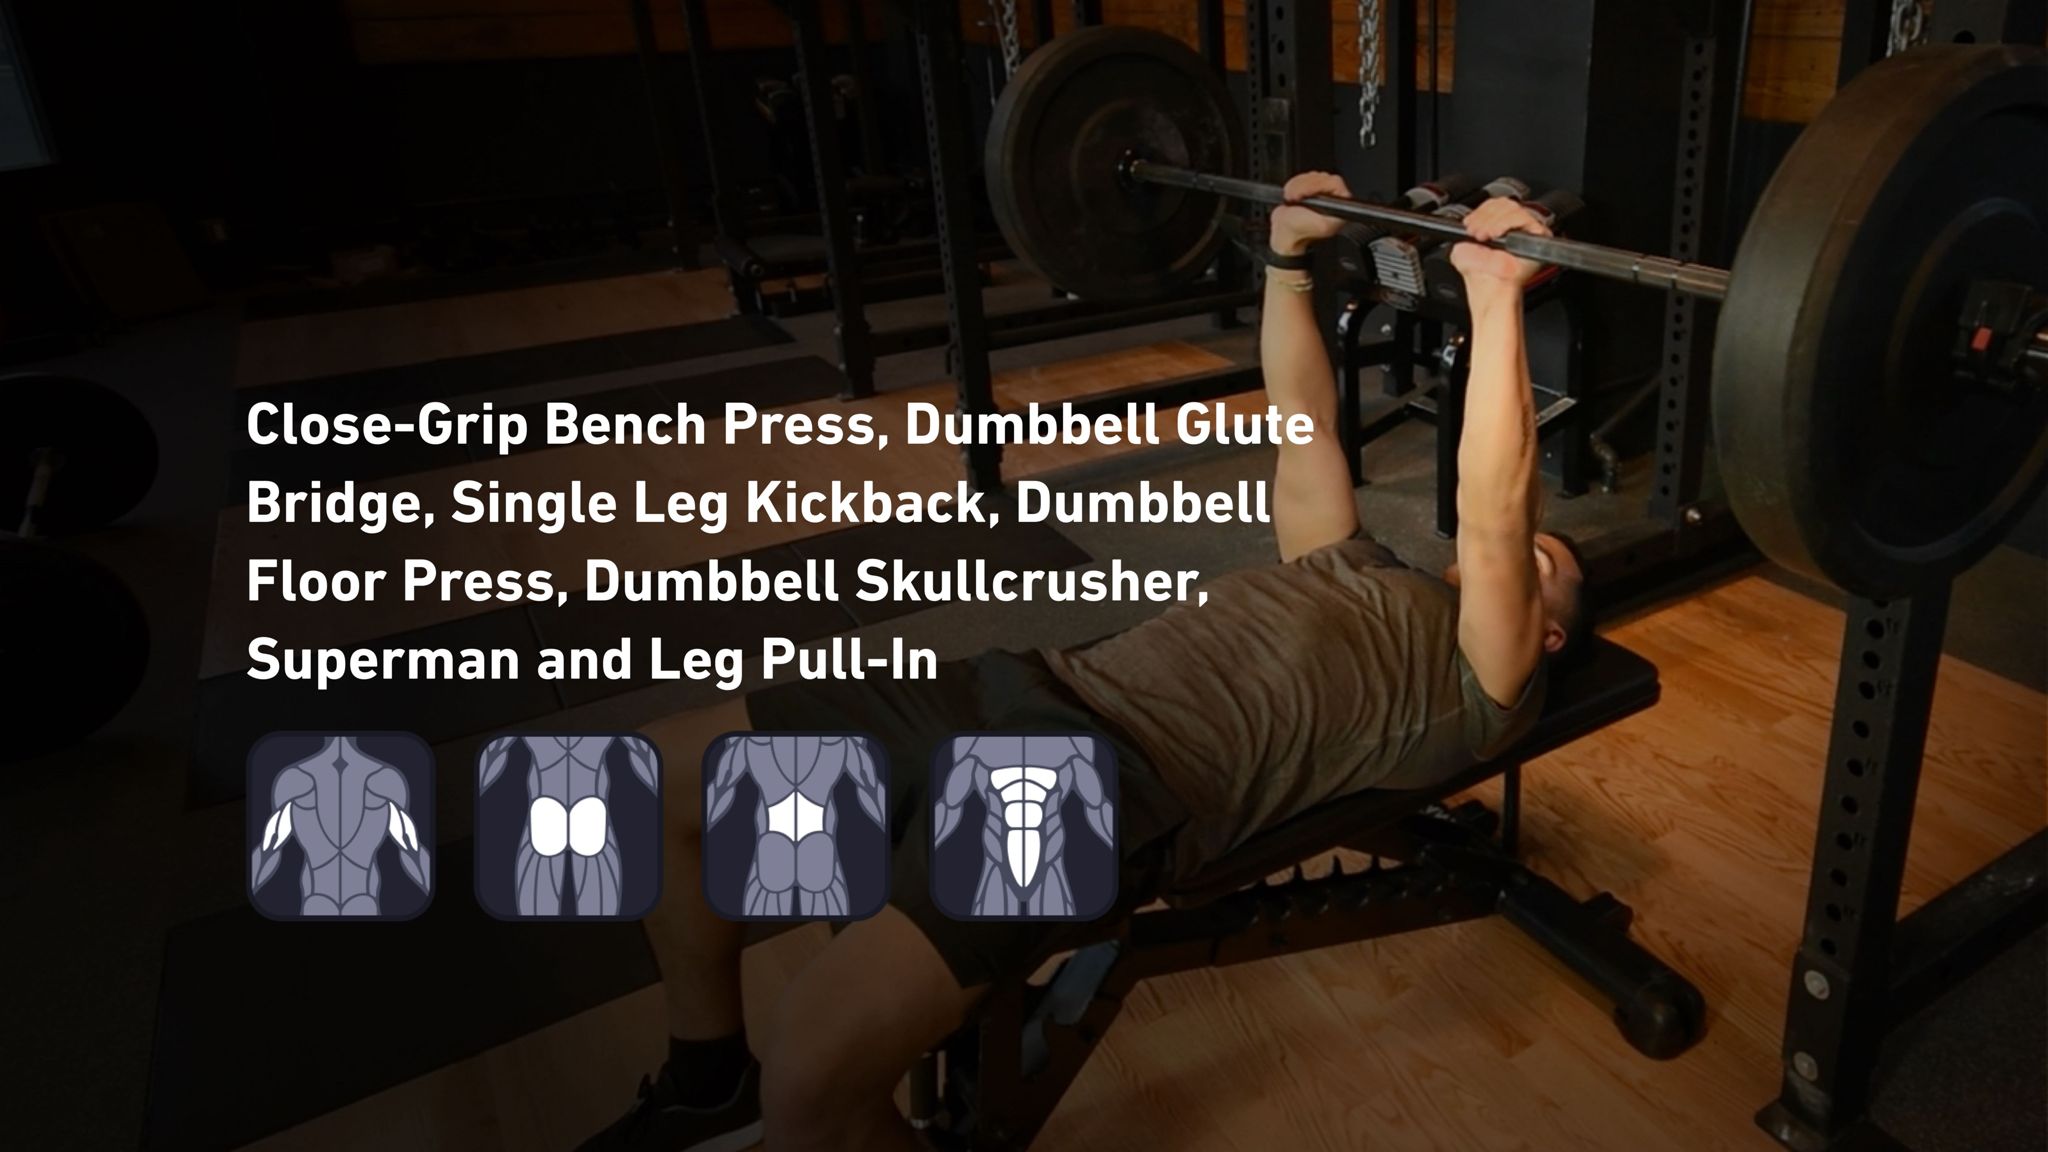 Close-Grip Bench Press, Dumbbell Glute
Bridge, Single Leg Kickback, Dumbbell
Floor Press, Dumbbell Skullcrusher,
Superman and Leg Pull-In